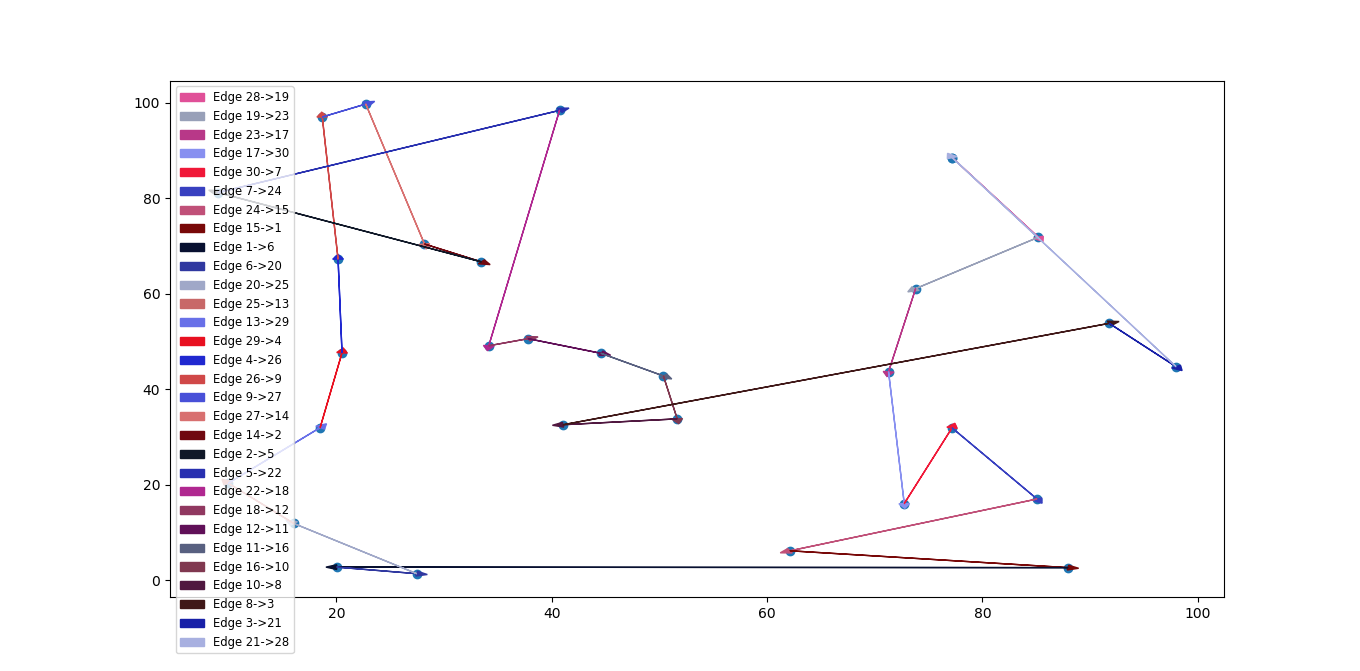 100
80
60
40
20
0
20
40
60
80
100
Edge 28->19
Edge 19->23
Edge 23->17
Edge 17->30
Edge 30->7
Edge 7->24
Edge 24->15
Edge 15->1
Edge 1->6
Edge 6->20
Edge 20->25
Edge 25->13
Edge 13->29
Edge 29->4
Edge 4->26
Edge 26->9
Edge 9->27
Edge 27->14
Edge 14->2
Edge 2->5
Edge 5->22
Edge 22->18
Edge 18->12
Edge 12->11
Edge 11->16
Edge 16->10
Edge 10->8
Edge 8->3
Edge 3->21
Edge 21->28